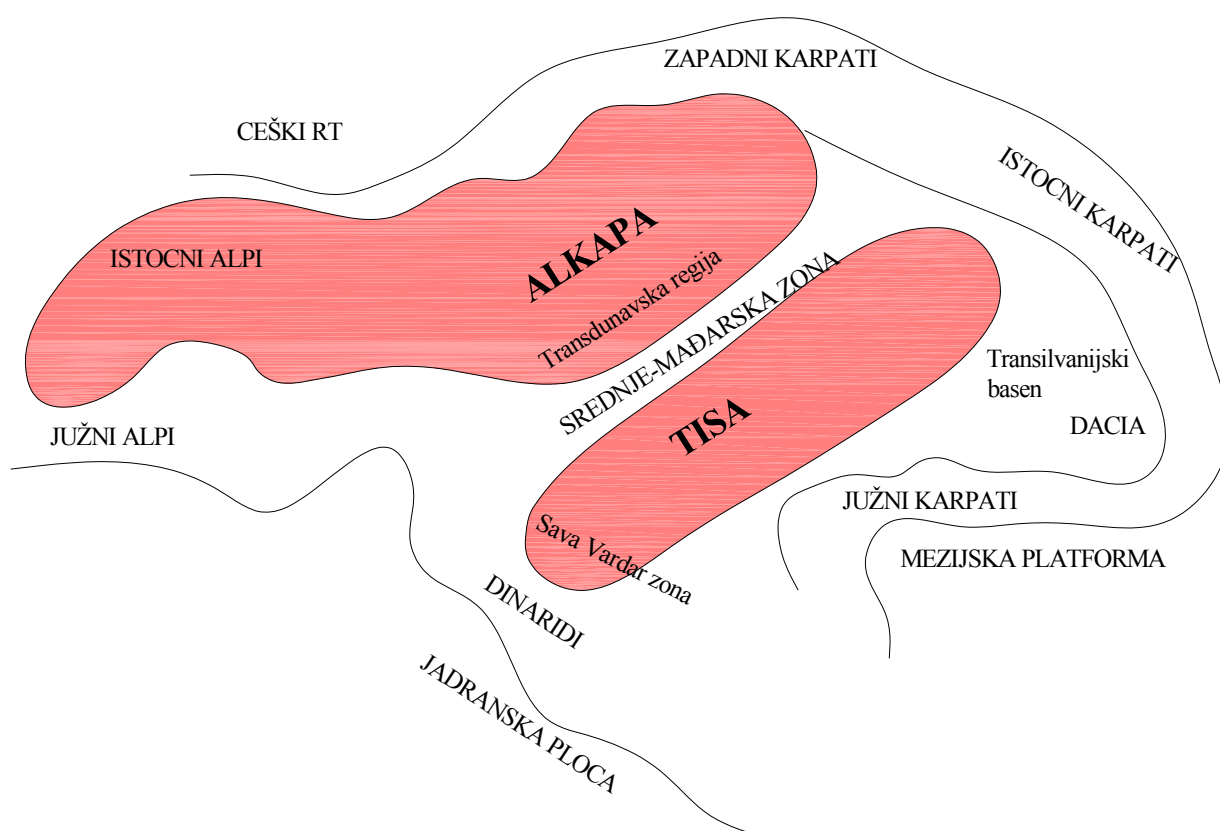 ZAPADNI KARPATI
CEŠKI RT
ISTOCNI KARPATI
ISTOCNI ALPI
ALKAPA
Transdunavska regija
SREDNJE-MAĐARSKA ZONA
TISA
Transilvanijski
basen
DACIA
JUŽNI ALPI
JUŽNI KARPATI
MEZIJSKA PLATFORMA
Sava Vardar zona
DINARIDI
JADRANSKA PLOCA